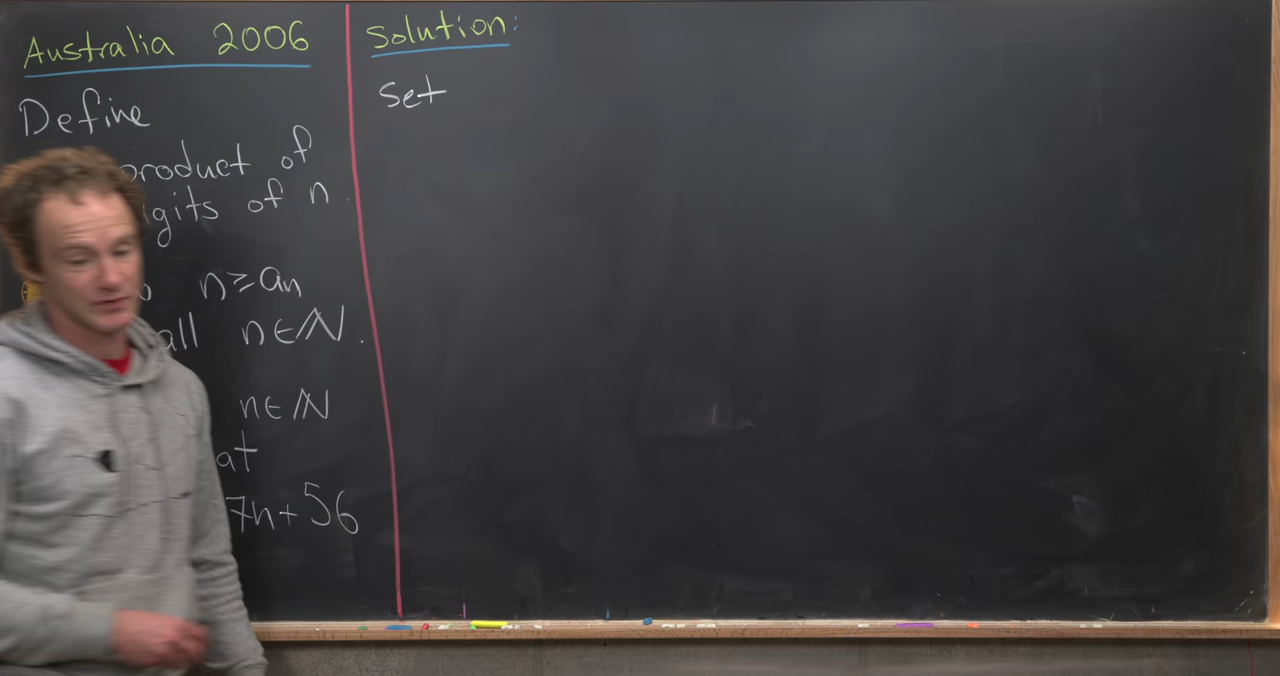 Australia 2006
Define
product of
igits of n.
n≥aₙ
all n∈ℕ.
n∈ℕ
at
7n+56
Solution:
Set